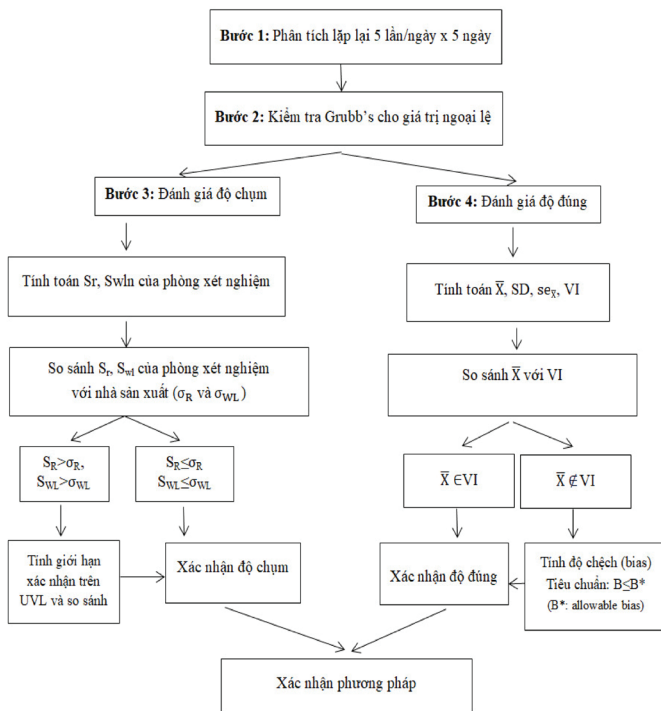 Bước 1: Phân tích lặp lại 5 lần/ngày x 5 ngày
Bước 2: Kiểm tra Grubb's cho giá trị ngoại lệ
Bước 3: Đánh giá độ chụm
Bước 4: Đánh giá độ đúng
Tính toán Sr, Swln của phòng xét nghiệm
Tính toán X̅, SD, se_x̅, VI
So sánh Sr, Swl của phòng xét nghiệm
với nhà sản xuất (σR và σWL)
So sánh X̅ với VI
SR>σR,
SWL>σWL
SR≤σR
SWL≤σWL
X̅ ∈VI
X̅ ∉VI
Tính giới hạn
xác nhận trên
UVL và so sánh
Xác nhận độ chụm
Xác nhận độ đúng
Tính độ chệch (bias)
Tiêu chuẩn: B≤B*
(B*: allowable bias)
Xác nhận phương pháp